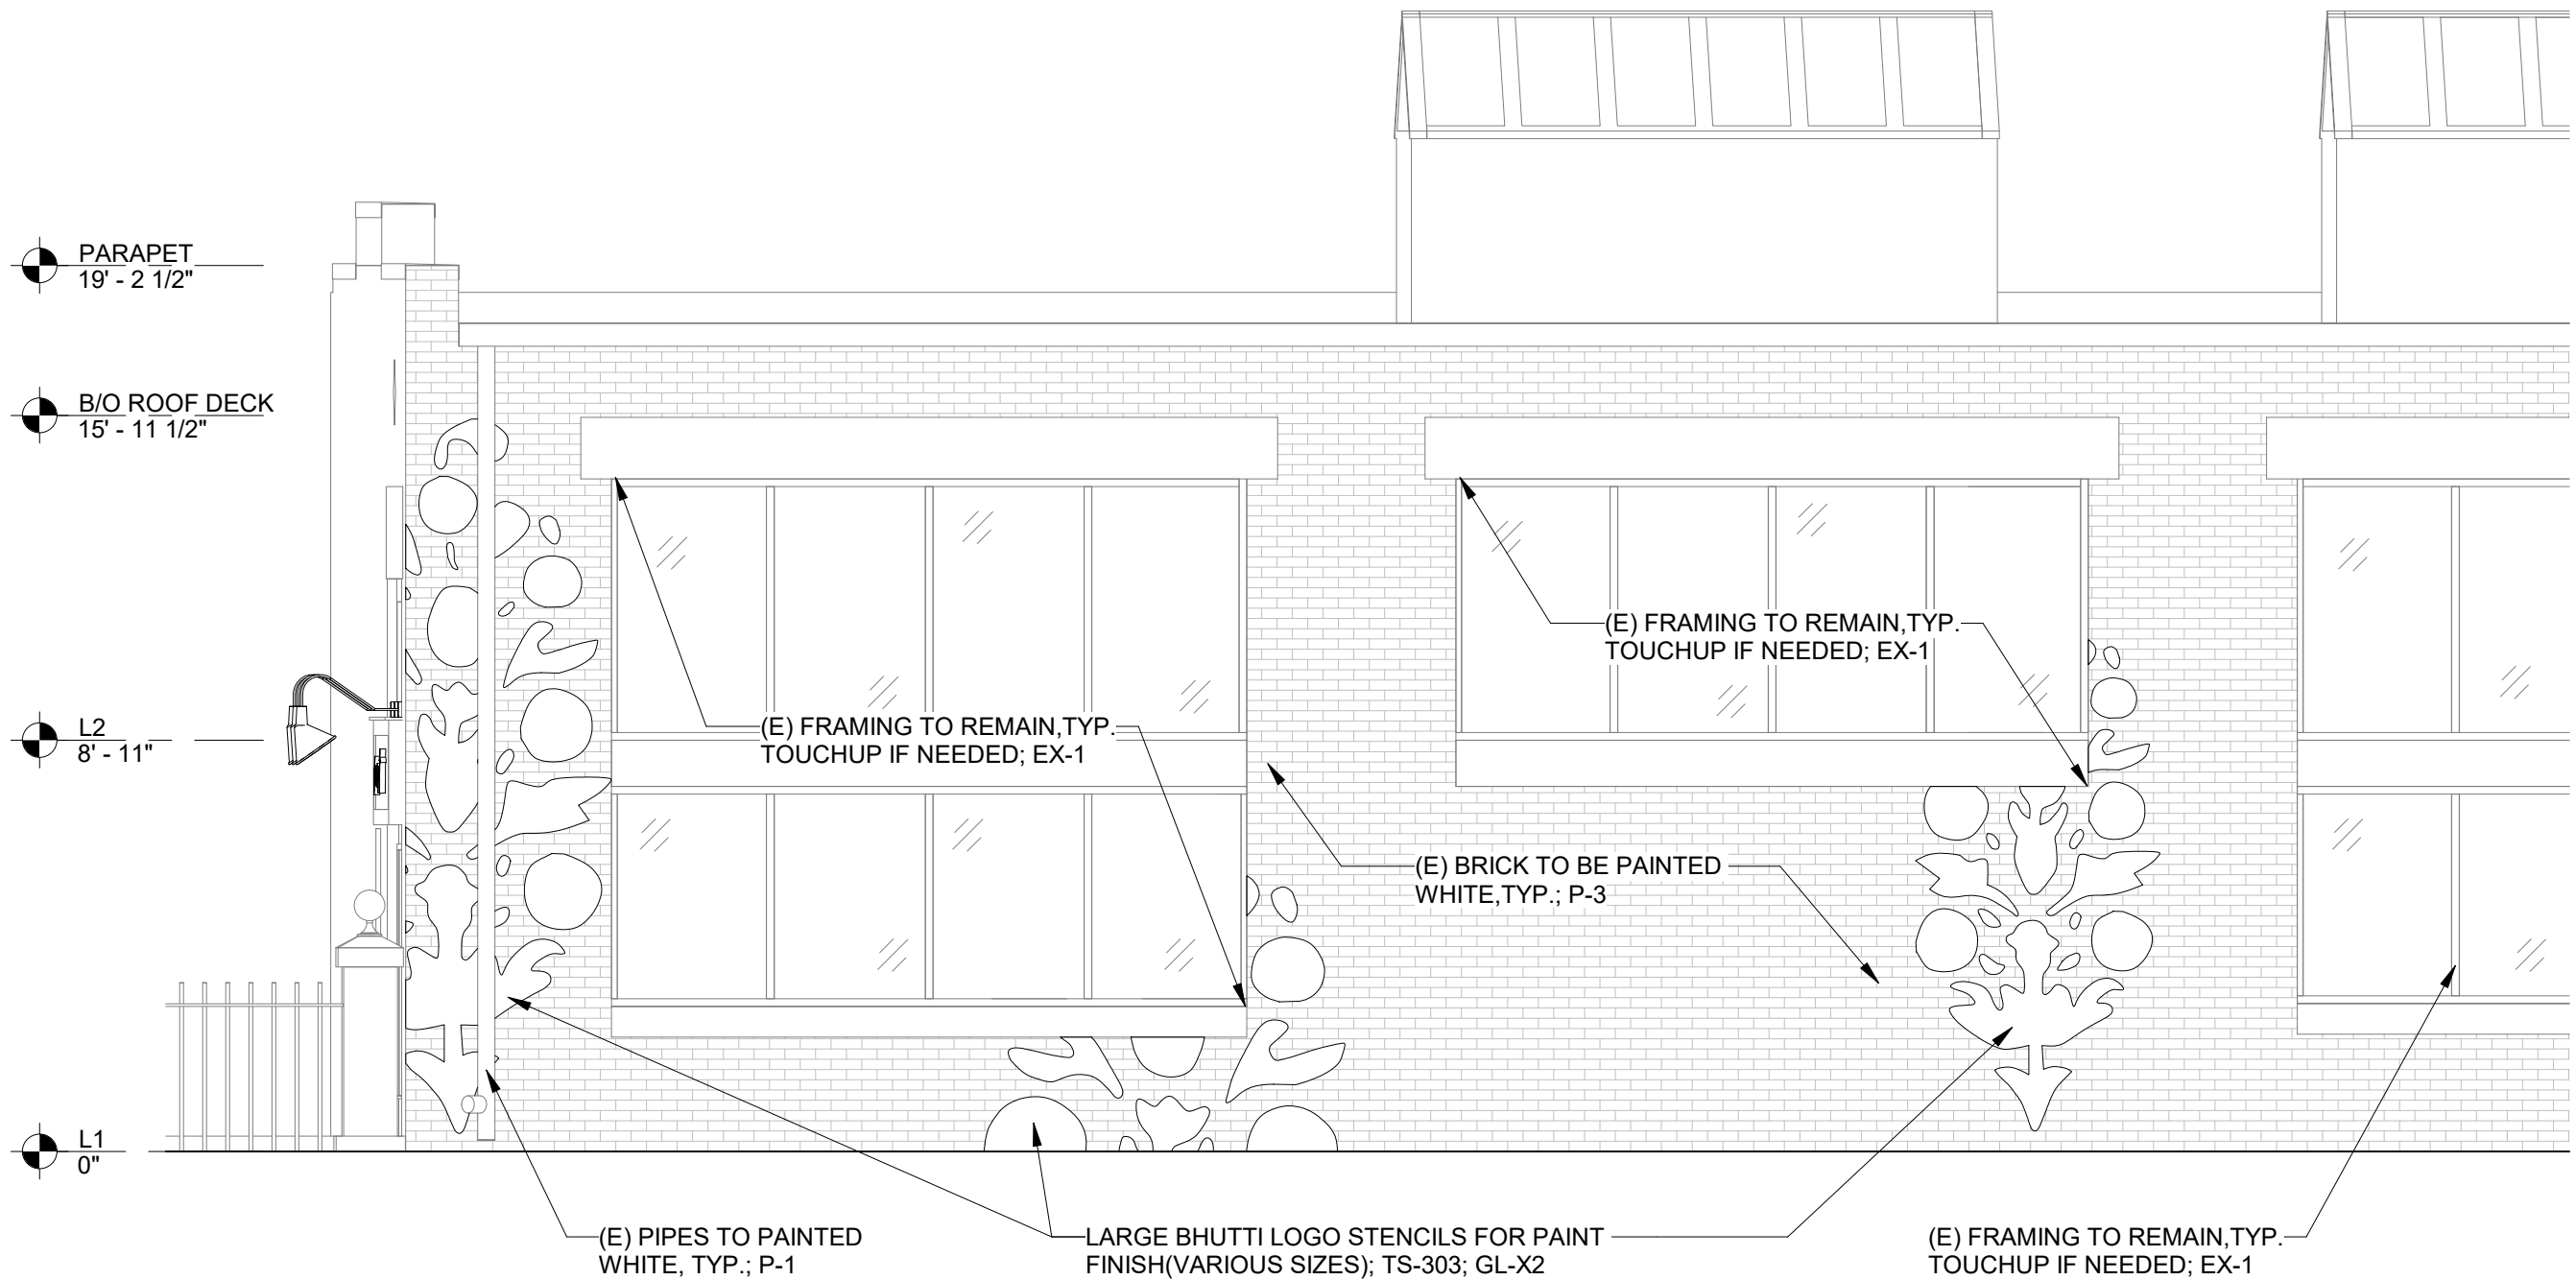 PARAPET
19' - 2 1/2"
B/O ROOF DECK
15' - 11 1/2"
(E) FRAMING TO REMAIN,TYP.
TOUCHUP IF NEEDED; EX-1
L2
8' - 11"
(E) FRAMING TO REMAIN,TYP.
TOUCHUP IF NEEDED; EX-1
(E) BRICK TO BE PAINTED
WHITE,TYP.; P-3
L1
0"
(E) PIPES TO PAINTED
WHITE, TYP.; P-1
LARGE BHUTTI LOGO STENCILS FOR PAINT
FINISH(VARIOUS SIZES); TS-303; GL-X2
(E) FRAMING TO REMAIN,TYP.
TOUCHUP IF NEEDED; EX-1